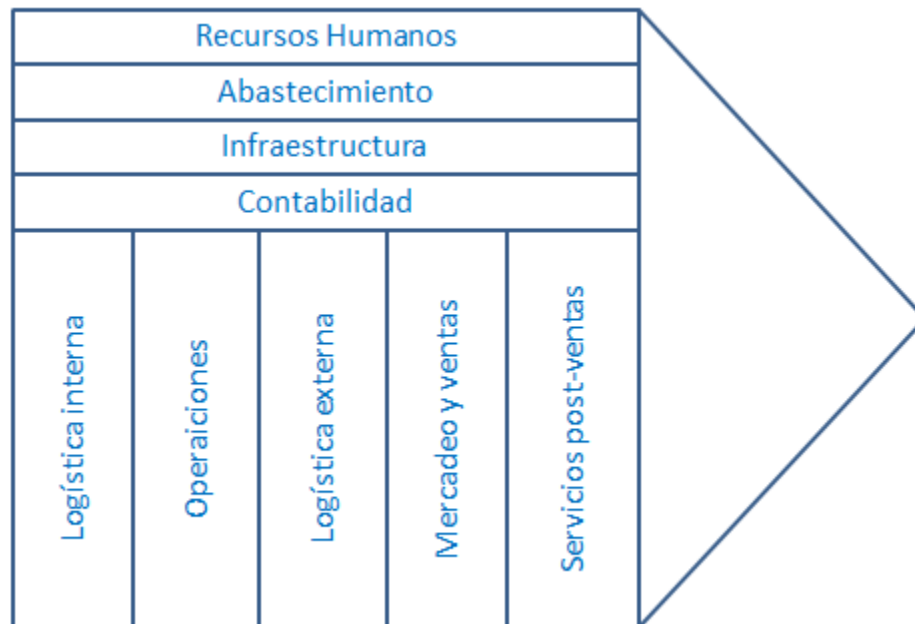 Recursos Humanos
Abastecimiento
Infraestructura
Contabilidad
Logística interna
Operaiciones
Logística externa
Mercadeo y ventas
Servicios post-ventas